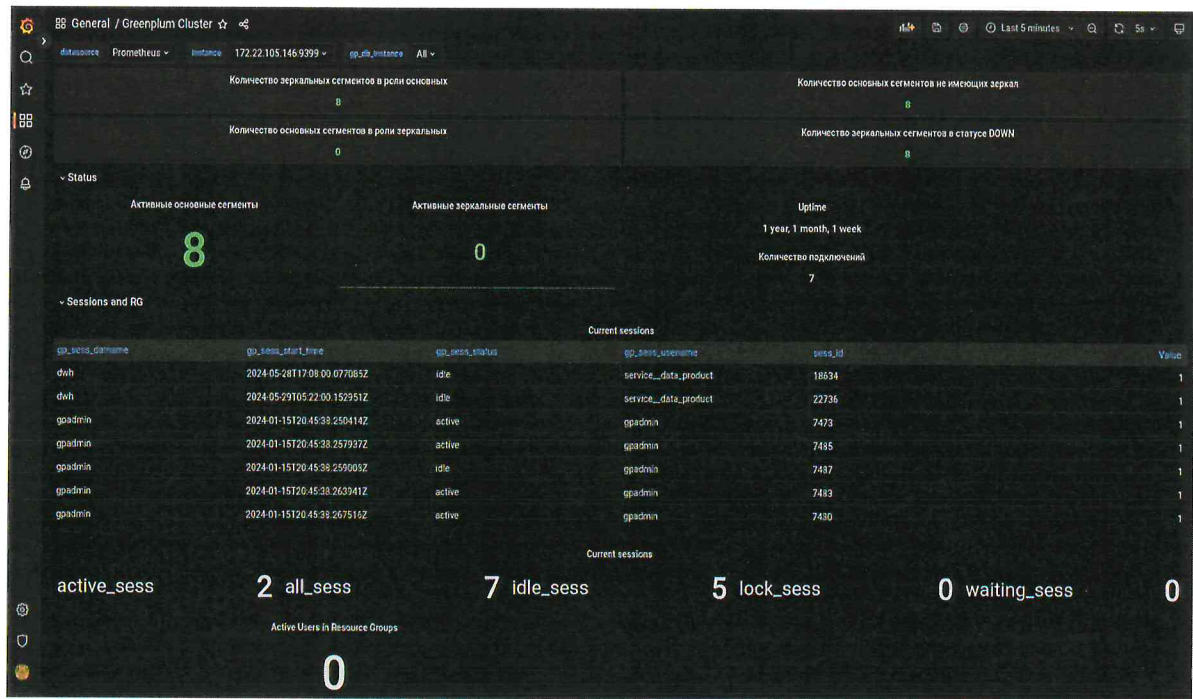 General / Greenplum Cluster
Last 5 minutes
5s
datasource Prometheus instance 172.22.105.146:9399 gp_db_instance All
Количество зеркальных сегментов в роли основных
8
Количество основных сегментов не имеющих зеркал
8
Количество основных сегментов в роли зеркальных
0
Количество зеркальных сегментов в статусе DOWN
8
Status
Активные основные сегменты
8
Активные зеркальные сегменты
0
Uptime
1 year, 1 month, 1 week
Количество подключений
7
Sessions and RG
Current sessions
gp_sess_datname gp_sess_start_time gp_sess_status gp_sess_usename sess_id Value
dwh 2024-05-28T17:08:00.077085Z idle service__data_product 18634 1
dwh 2024-05-29T05:22:00.152951Z idle service__data_product 22736 1
gpadmin 2024-01-15T20:45:38.250414Z active gpadmin 7473 1
gpadmin 2024-01-15T20:45:38.257937Z active gpadmin 7485 1
gpadmin 2024-01-15T20:45:38.259008Z idle gpadmin 7487 1
gpadmin 2024-01-15T20:45:38.263941Z active gpadmin 7483 1
gpadmin 2024-01-15T20:45:38.267516Z active gpadmin 7480 1
Current sessions
active_sess 2 all_sess 7 idle_sess 5 lock_sess 0 waiting_sess 0
Active Users in Resource Groups
0